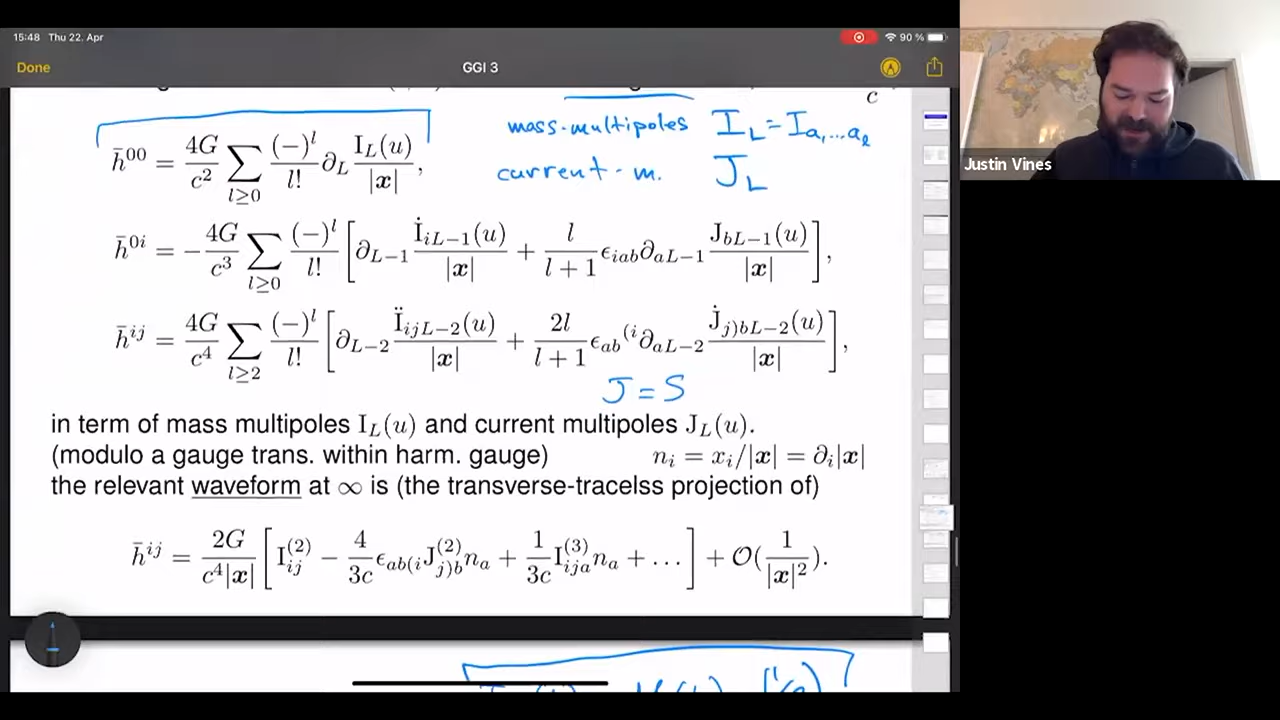 15:48 Thu 22. Apr 90 %
Done GGI 3
c
mass-multipoles I_L = I_{a_1…a_l}
h̄^{00} = \frac{4G}{c^2} \sum_{l≥0} \frac{(−)^l}{l!} ∂_L \frac{I_L(u)}{|x|},
current-m. J_L
h̄^{0i} = −\frac{4G}{c^3} \sum_{l≥0} \frac{(−)^l}{l!} [ ∂_{L−1} \frac{\dot{I}_{iL−1}(u)}{|x|} + \frac{l}{l+1} ϵ_{iab} ∂_{aL−1} \frac{J_{bL−1}(u)}{|x|} ],
h̄^{ij} = \frac{4G}{c^4} \sum_{l≥2} \frac{(−)^l}{l!} [ ∂_{L−2} \frac{\ddot{I}_{ijL−2}(u)}{|x|} + \frac{2l}{l+1} ϵ_{ab}{}^{(i} ∂_{aL−2} \frac{\dot{J}_{j)bL−2}(u)}{|x|} ],
J = S
in term of mass multipoles I_L(u) and current multipoles J_L(u).
(modulo a gauge trans. within harm. gauge) n_i = x_i/|x| = ∂_i|x|
the relevant waveform at ∞ is (the transverse-tracelss projection of)
h̄^{ij} = \frac{2G}{c^4|x|} [ I_{ij}^{(2)} − \frac{4}{3c} ϵ_{ab(i} J_{j)b}^{(2)} n_a + \frac{1}{3c} I_{ija}^{(3)} n_a + … ] + O(\frac{1}{|x|^2}).
Justin Vines